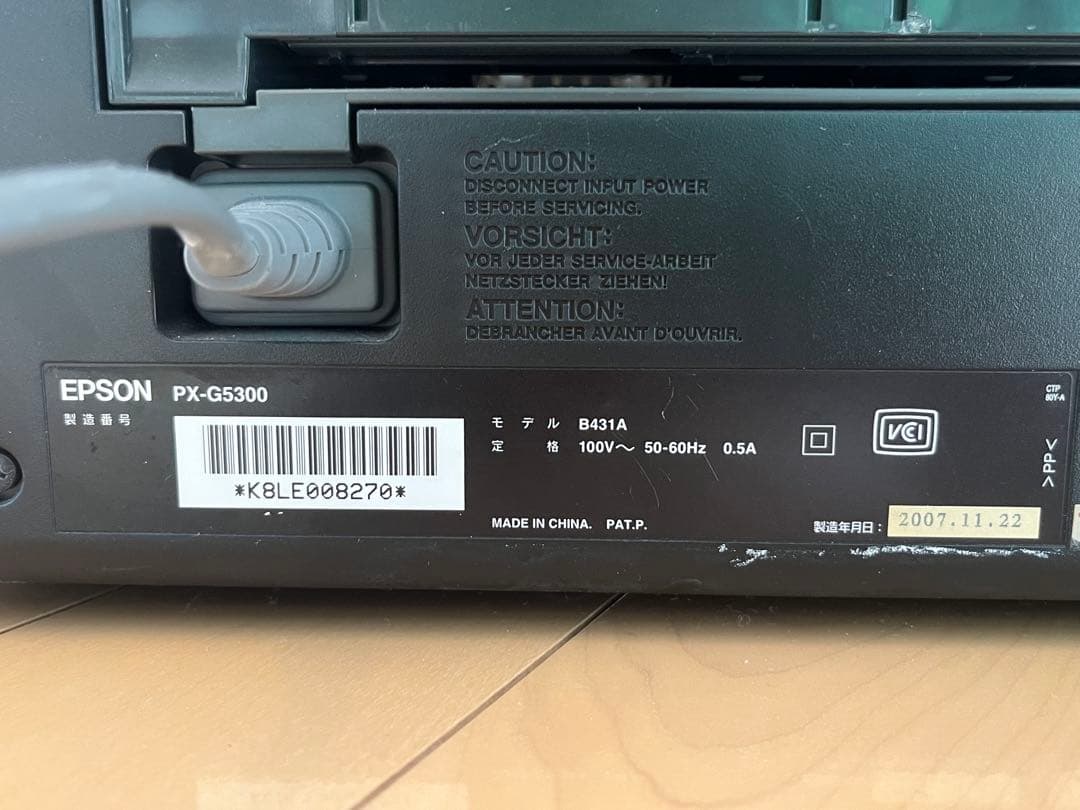 CAUTION:
DISCONNECT INPUT POWER
BEFORE SERVICING.
VORSICHT:
VOR JEDER SERVICE-ARBEIT
NETZSTECKER ZIEHEN!
ATTENTION:
DEBRANCHER AVANT D'OUVRIR.
EPSON PX-G5300
製造番号
*K8LE008270*
モデル B431A
定格 100V～ 50-60Hz 0.5A
MADE IN CHINA. PAT.P.
VCI
製造年月日: 2007.11.22
CTP
80Y-A
>PP<